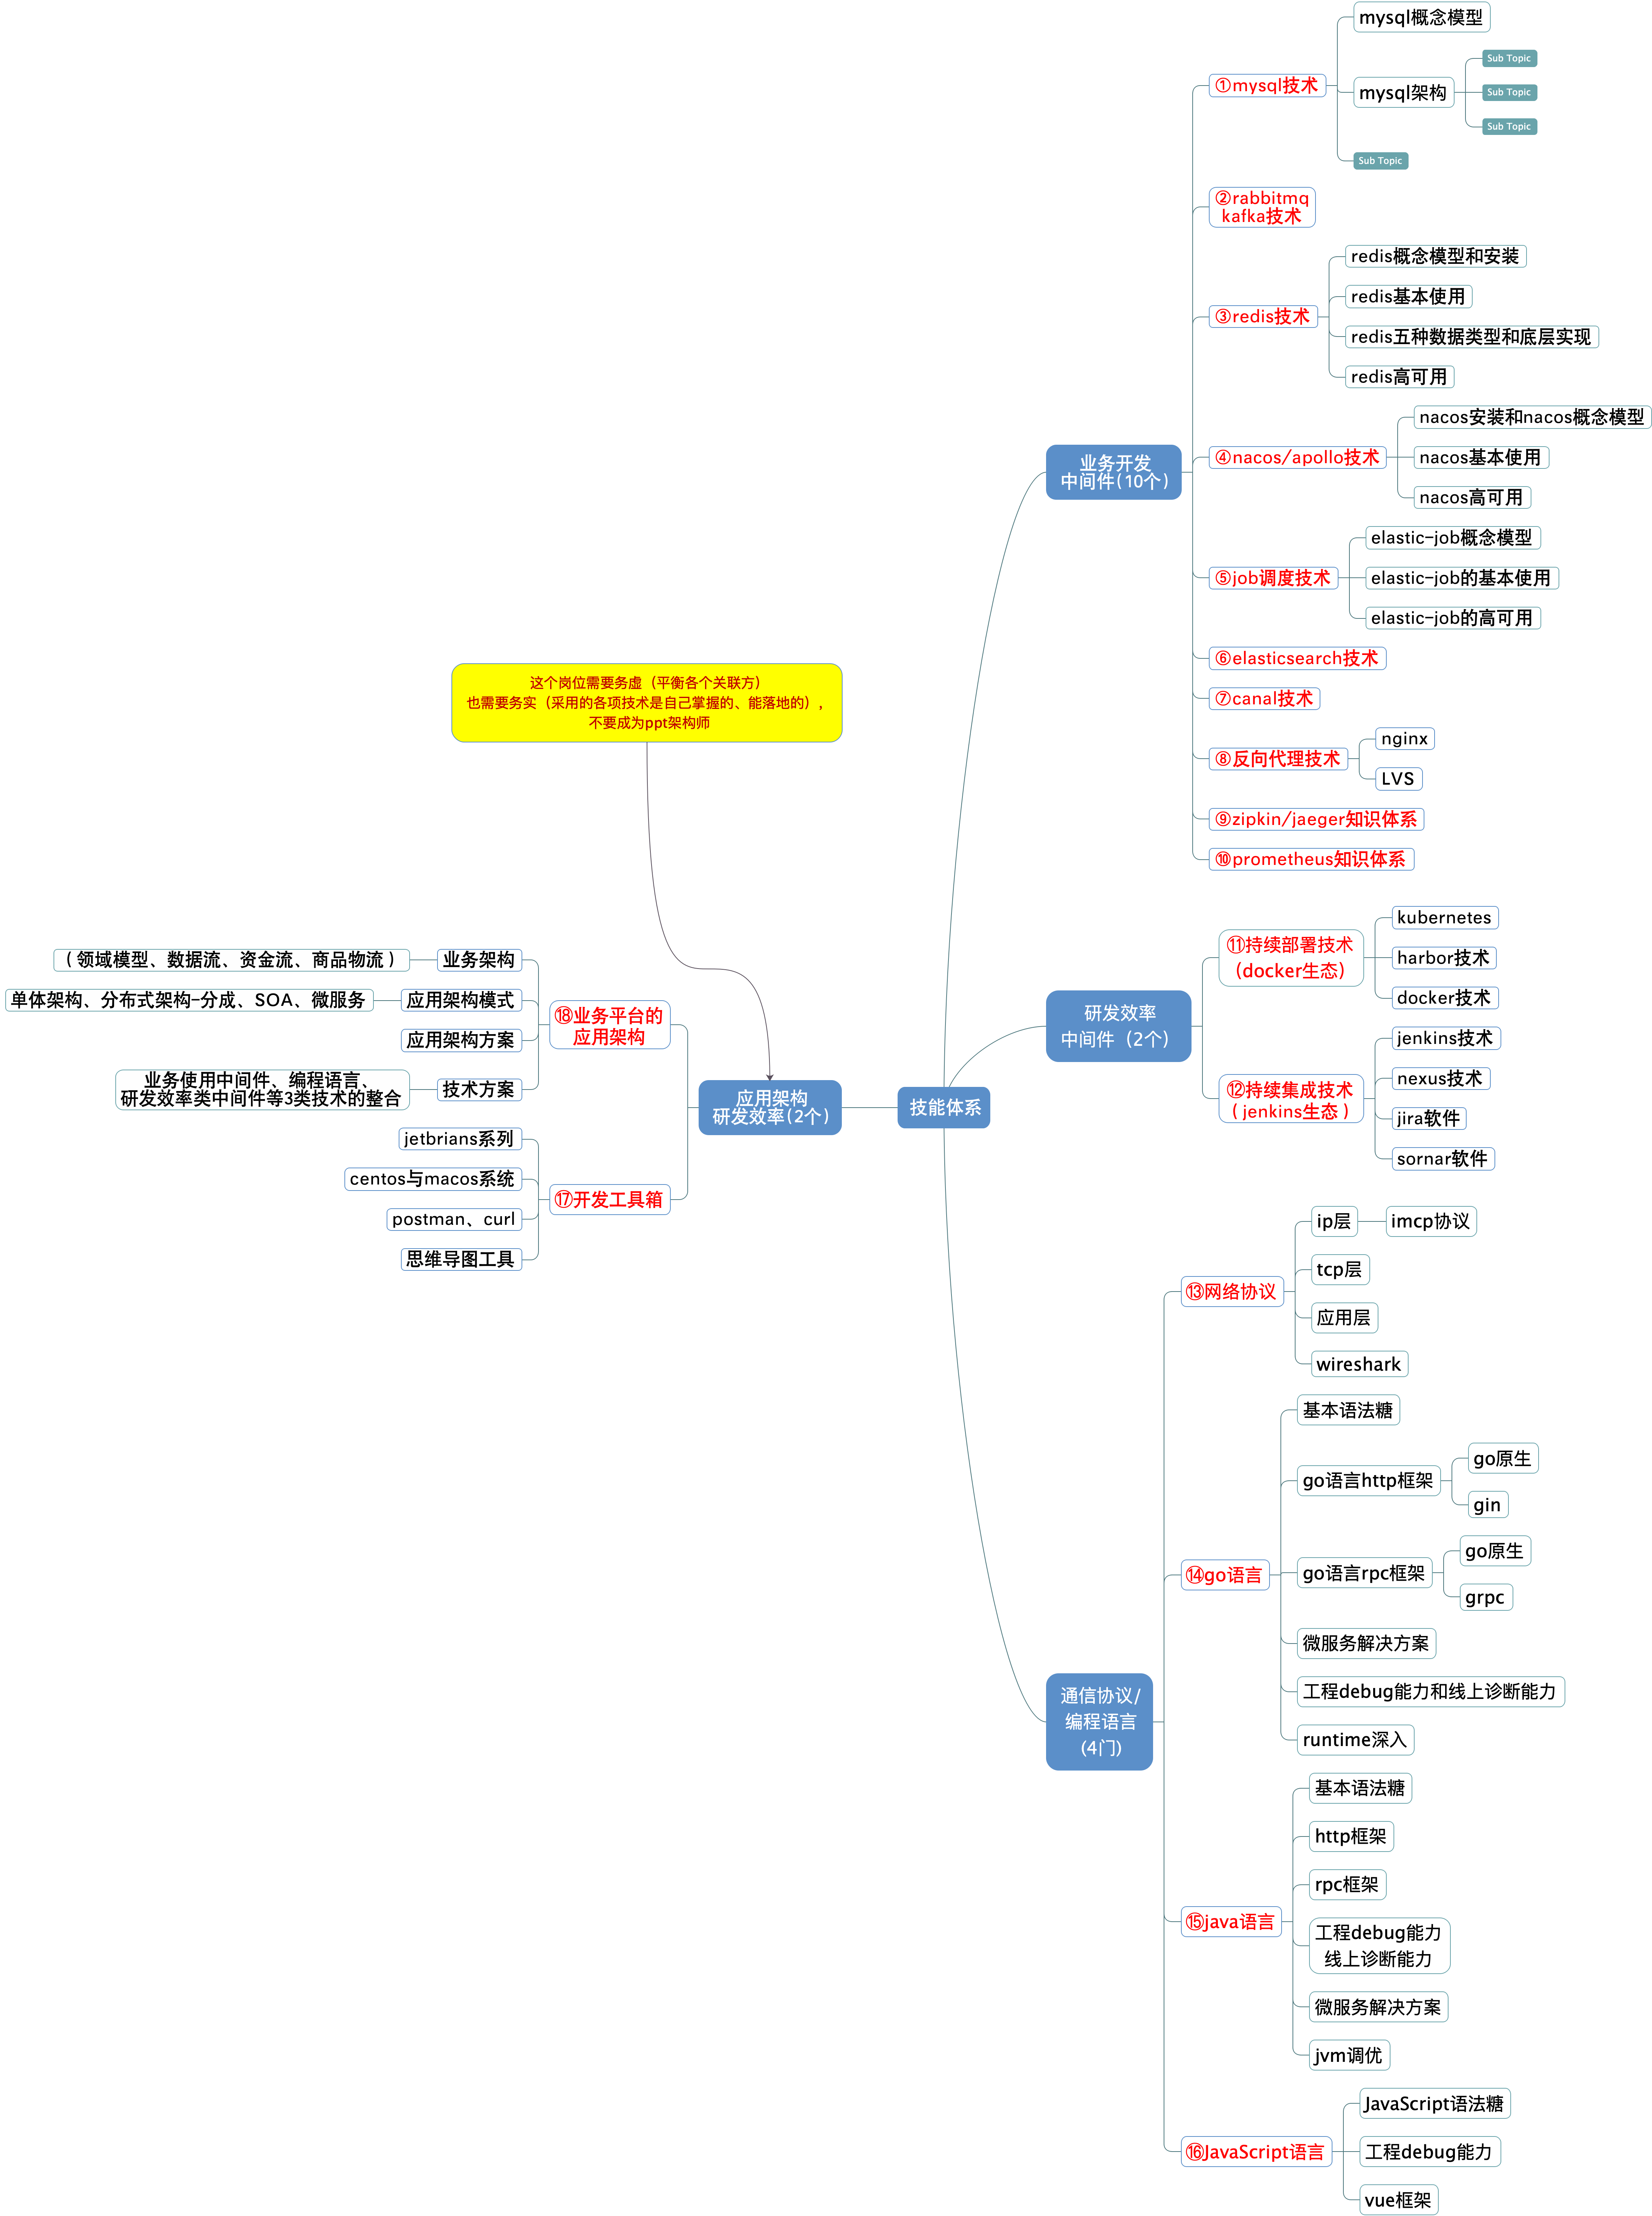 mysql概念模型
Sub Topic
①mysql技术
mysql架构
Sub Topic
Sub Topic
Sub Topic
②rabbitmq
kafka技术
redis概念模型和安装
redis基本使用
③redis技术
redis五种数据类型和底层实现
redis高可用
nacos安装和nacos概念模型
业务开发
中间件(10个)
④nacos/apollo技术
nacos基本使用
nacos高可用
elastic-job概念模型
⑤job调度技术
elastic-job的基本使用
elastic-job的高可用
⑥elasticsearch技术
⑦canal技术
⑧反向代理技术
nginx
LVS
⑨zipkin/jaeger知识体系
⑩prometheus知识体系
这个岗位需要务虚（平衡各个关联方）
也需要务实（采用的各项技术是自己掌握的、能落地的），
不要成为ppt架构师
研发效率
中间件（2个）
⑪持续部署技术
（docker生态）
kubernetes
harbor技术
docker技术
⑫持续集成技术
( jenkins生态 )
jenkins技术
nexus技术
jira软件
sornar软件
（ 领域模型、数据流、资金流、商品物流 ）
业务架构
单体架构、分布式架构-分成、SOA、微服务
应用架构模式
⑱业务平台的
应用架构
应用架构方案
业务使用中间件、编程语言、
研发效率类中间件等3类技术的整合
技术方案
应用架构
研发效率(2个)
技能体系
jetbrians系列
centos与macos系统
⑰开发工具箱
postman、curl
思维导图工具
通信协议/
编程语言
(4门)
⑬网络协议
ip层
imcp协议
tcp层
应用层
wireshark
基本语法糖
go语言http框架
go原生
gin
⑭go语言
go语言rpc框架
go原生
grpc
微服务解决方案
工程debug能力和线上诊断能力
runtime深入
基本语法糖
http框架
rpc框架
⑮java语言
工程debug能力
线上诊断能力
微服务解决方案
jvm调优
JavaScript语法糖
⑯JavaScript语言
工程debug能力
vue框架